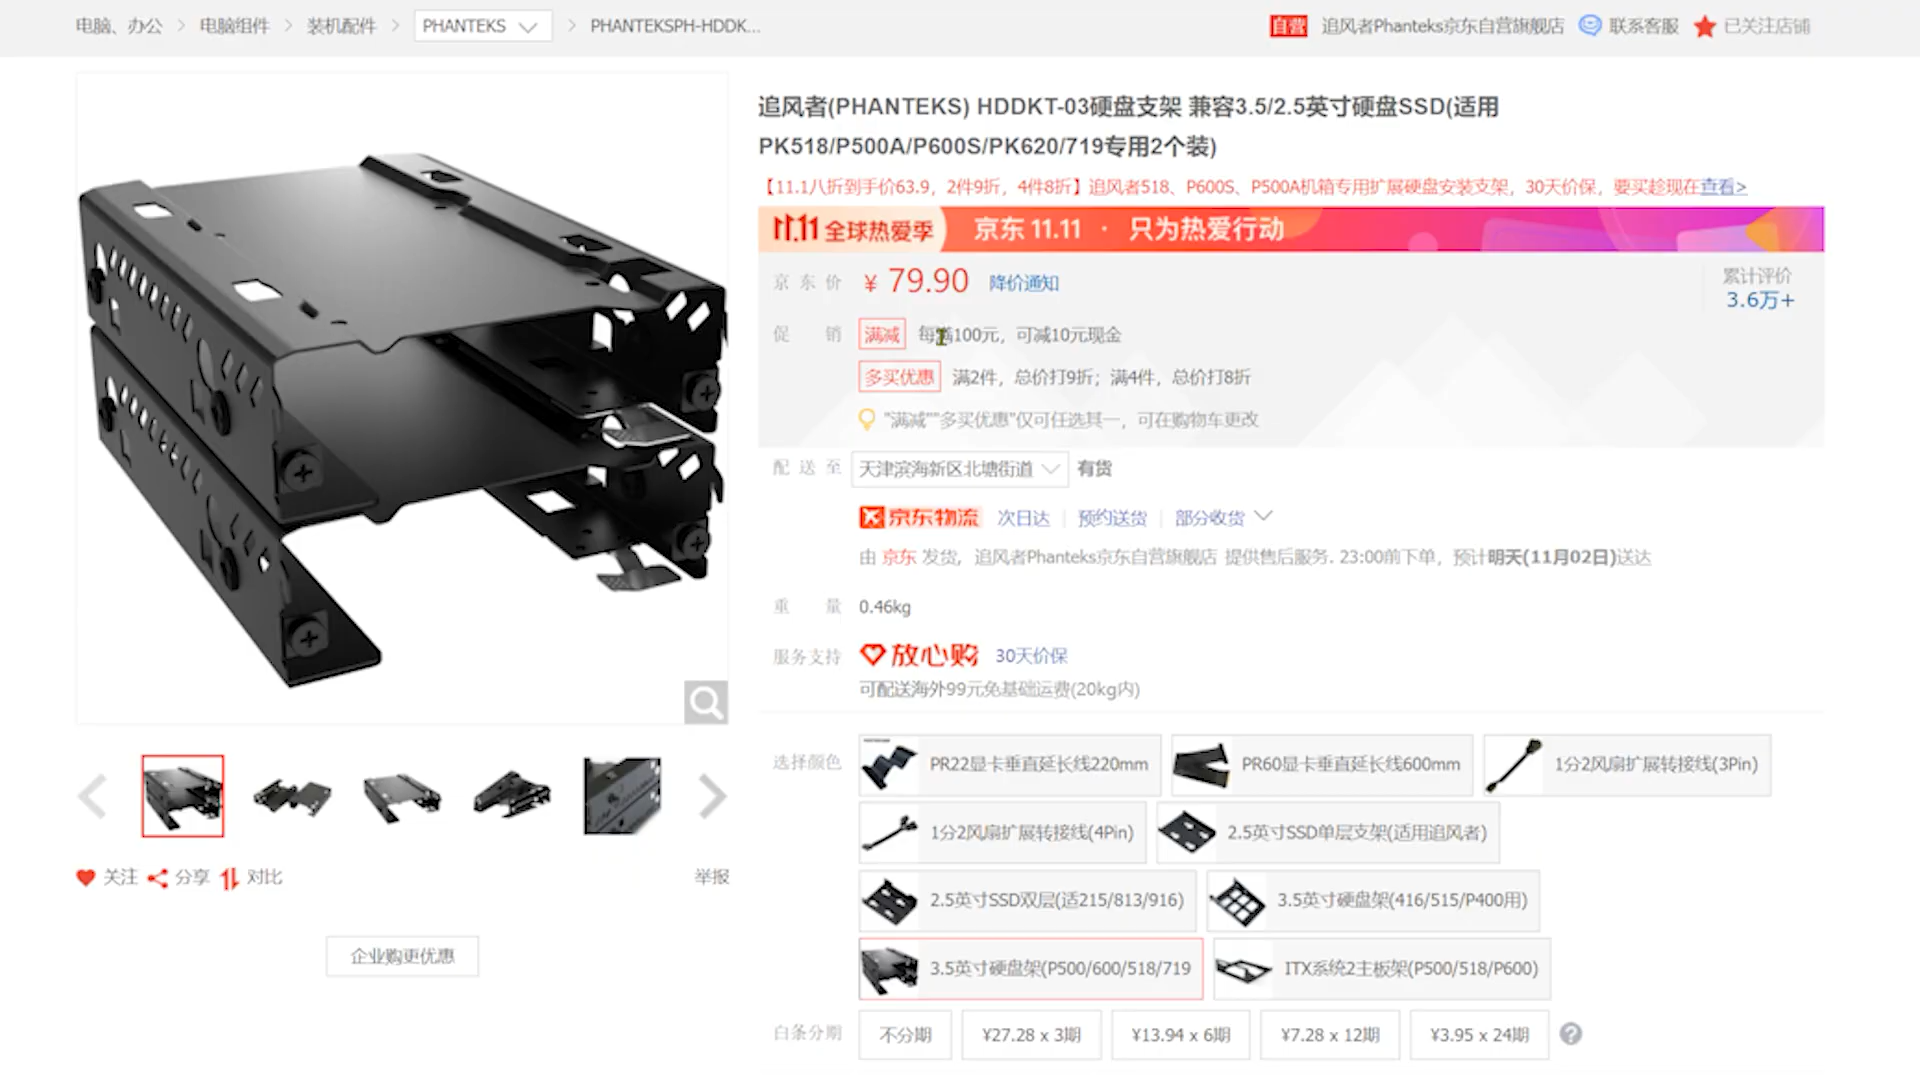 电脑、办公 > 电脑组件 > 装机配件 > PHANTEKS > PHANTEKSPH-HDDK...
自营 追风者Phanteks京东自营旗舰店 联系客服 已关注店铺
追风者(PHANTEKS) HDDKT-03硬盘支架 兼容3.5/2.5英寸硬盘SSD(适用
PK518/P500A/P600S/PK620/719专用2个装)
【11.1八折到手价63.9，2件9折，4件8折】追风者518、P600S、P500A机箱专用扩展硬盘安装支架，30天价保，要买趁现在查看>
11.11 全球热爱季 京东 11.11 · 只为热爱行动
京东价 ¥ 79.90 降价通知
累计评价
3.6万+
促销 满减 每满100元，可减10元现金
多买优惠 满2件，总价打9折；满4件，总价打8折
"满减""多买优惠"仅可任选其一，可在购物车更改
配送至 天津滨海新区北塘街道 有货
京东物流 次日达 | 预约送货 | 部分收货
由 京东 发货，追风者Phanteks京东自营旗舰店 提供售后服务. 23:00前下单，预计明天(11月02日)送达
重量 0.46kg
服务支持 放心购 30天价保
可配送海外99元免基础运费(20kg内)
选择颜色 PR22显卡垂直延长线220mm PR60显卡垂直延长线600mm 1分2风扇扩展转接线(3Pin)
1分2风扇扩展转接线(4Pin) 2.5英寸SSD单层支架(适用追风者)
2.5英寸SSD双层(适215/813/916) 3.5英寸硬盘架(416/515/P400用)
3.5英寸硬盘架(P500/600/518/719 ITX系统2主板架(P500/518/P600)
白条分期 不分期 ¥27.28 x 3期 ¥13.94 x 6期 ¥7.28 x 12期 ¥3.95 x 24期 ?
关注 分享 对比 举报
企业购更优惠